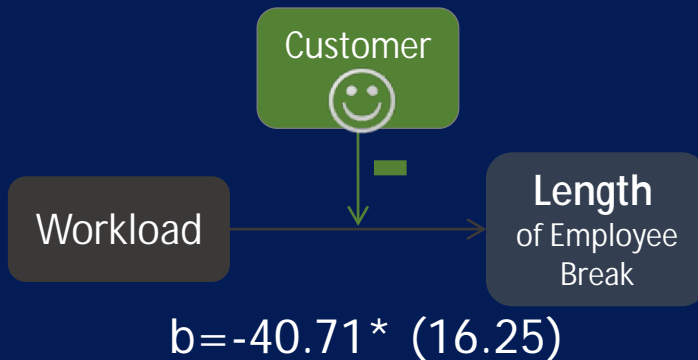 Customer
Workload
Length
of Employee
Break
b=-40.71* (16.25)